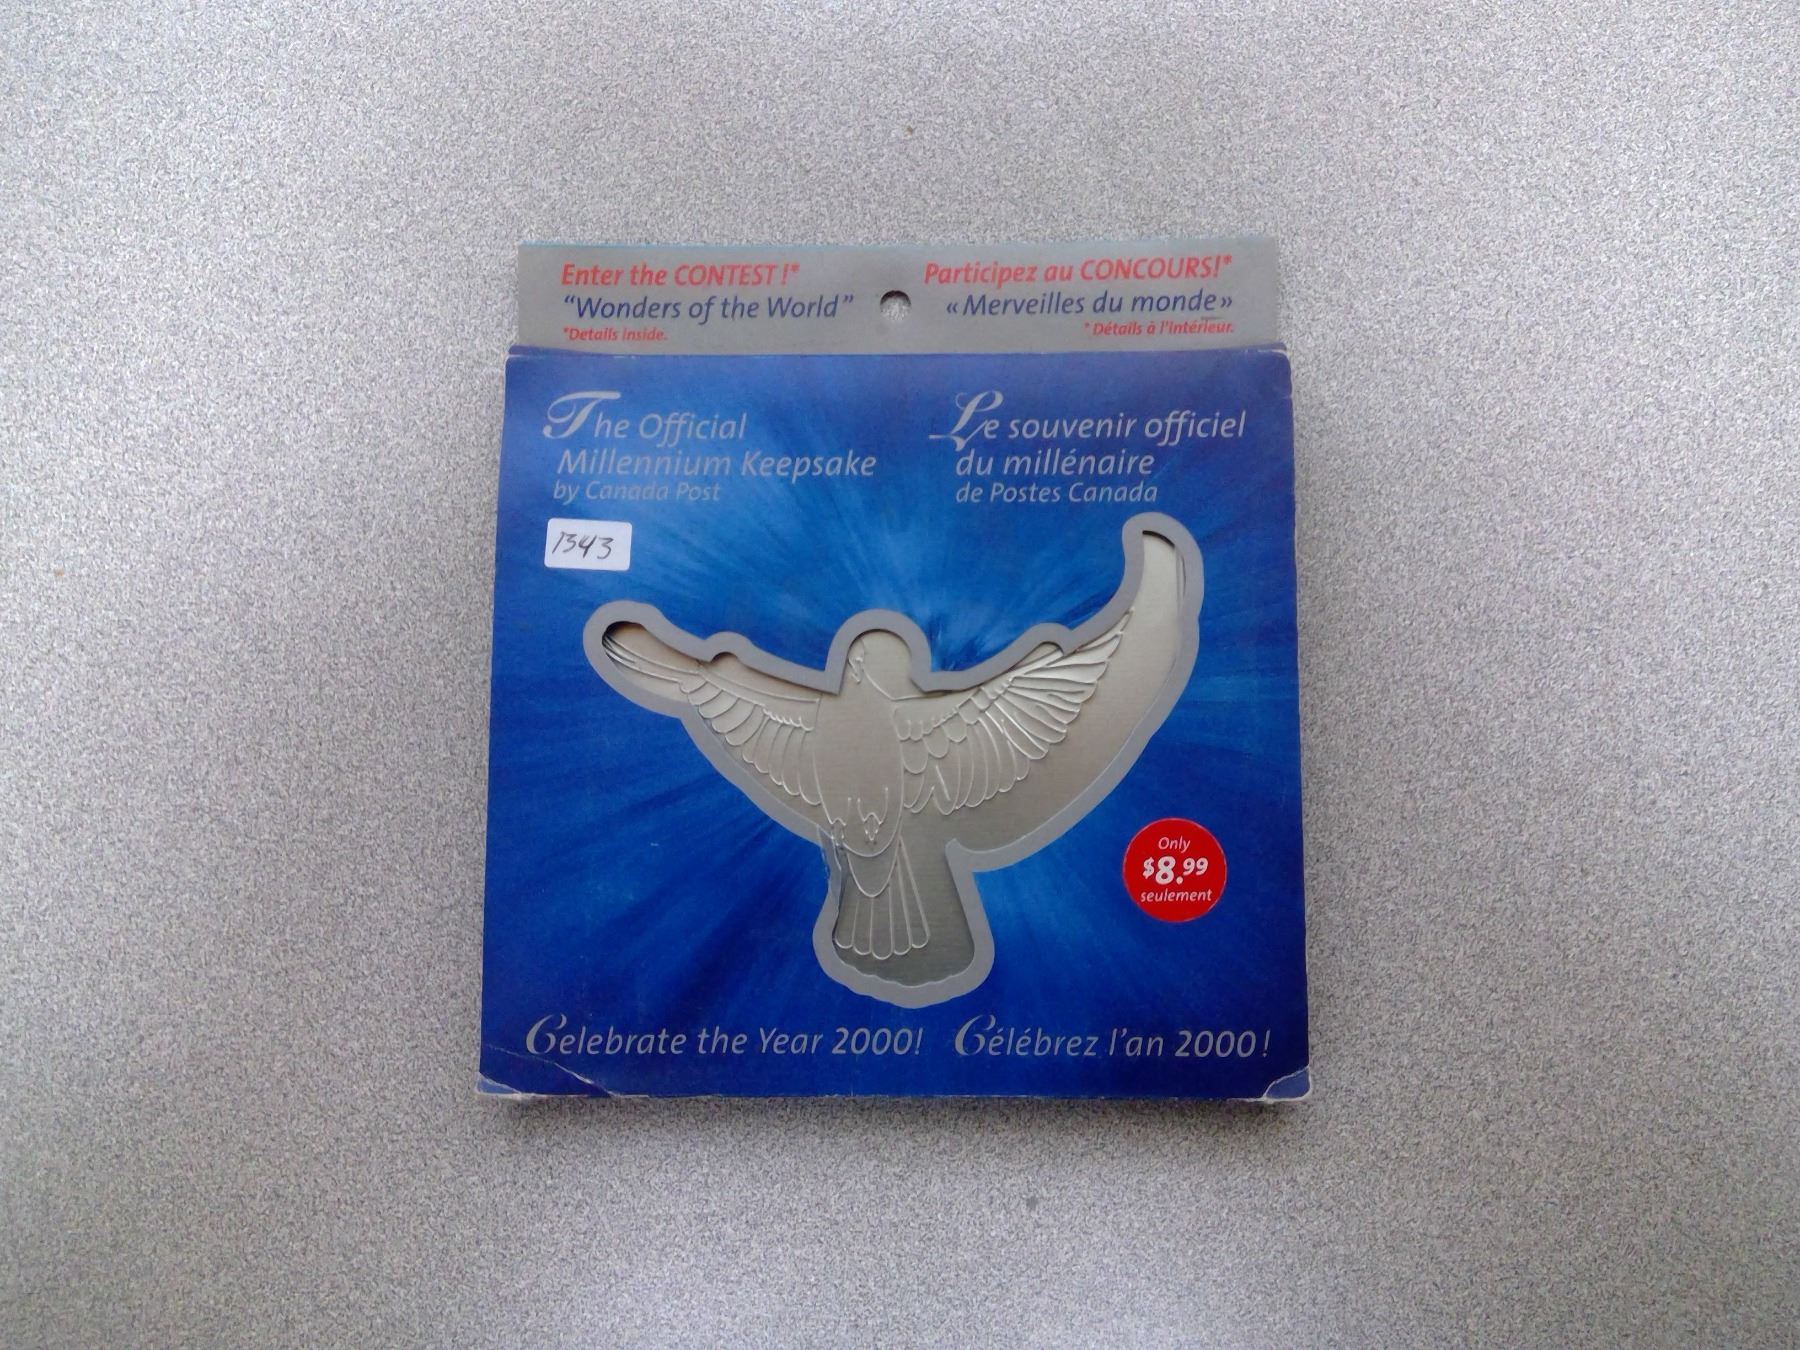 Enter the CONTEST!*
"Wonders of the World"
*Details inside.
Participez au CONCOURS!*
« Merveilles du monde »
* Détails à l'intérieur.
The Official
Millennium Keepsake
by Canada Post
Le souvenir officiel
du millénaire
de Postes Canada
1343
Only
$8.99
seulement
Celebrate the Year 2000!
Célébrez l'an 2000!